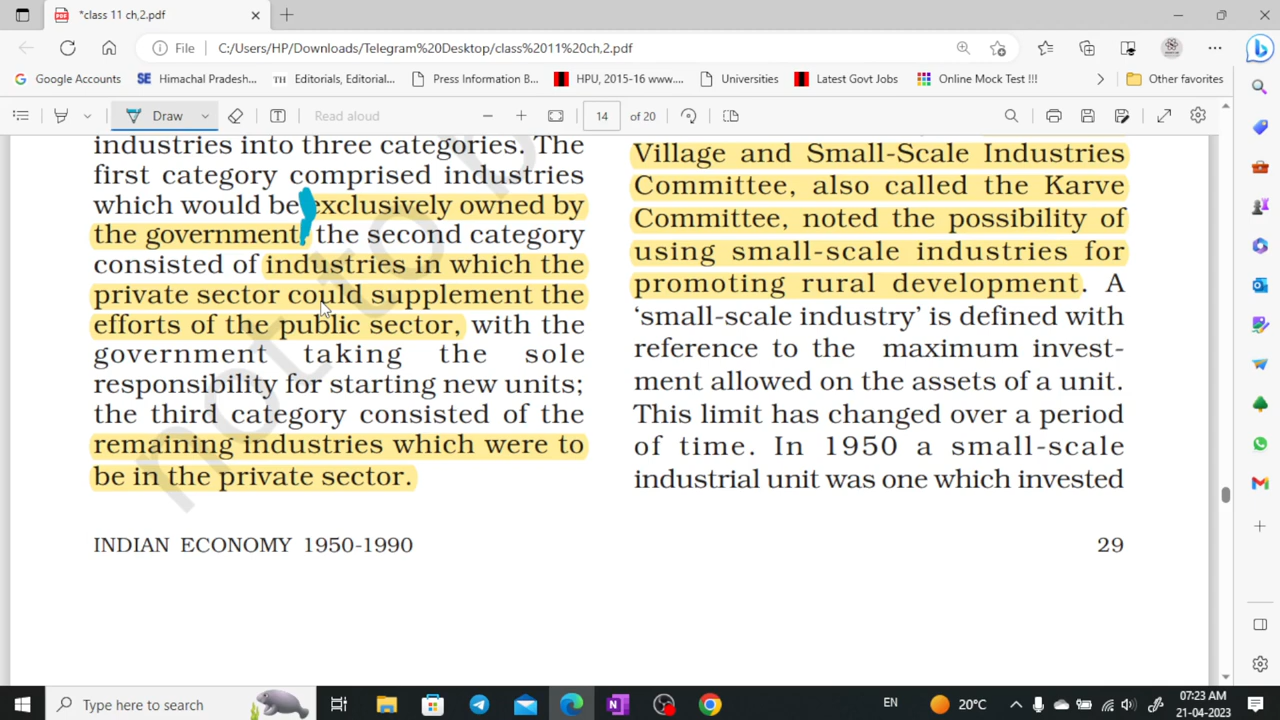 *class 11 ch,2.pdf
File
C:/Users/HP/Downloads/Telegram%20Desktop/class%2011%20ch,2.pdf
Google Accounts
SE Himachal Pradesh...
TH Editorials, Editorial...
Press Information B...
HPU, 2015-16 www....
Universities
Latest Govt Jobs
Online Mock Test !!!
Other favorites
Draw
Read aloud
14
of 20
industries into three categories. The
first category comprised industries
which would be exclusively owned by
the government; the second category
consisted of industries in which the
private sector could supplement the
efforts of the public sector, with the
government taking the sole
responsibility for starting new units;
the third category consisted of the
remaining industries which were to
be in the private sector.
Village and Small-Scale Industries
Committee, also called the Karve
Committee, noted the possibility of
using small-scale industries for
promoting rural development. A
‘small-scale industry’ is defined with
reference to the maximum invest-
ment allowed on the assets of a unit.
This limit has changed over a period
of time. In 1950 a small-scale
industrial unit was one which invested
not to
INDIAN ECONOMY 1950-1990
29
Type here to search
EN
20°C
07:23 AM
21-04-2023